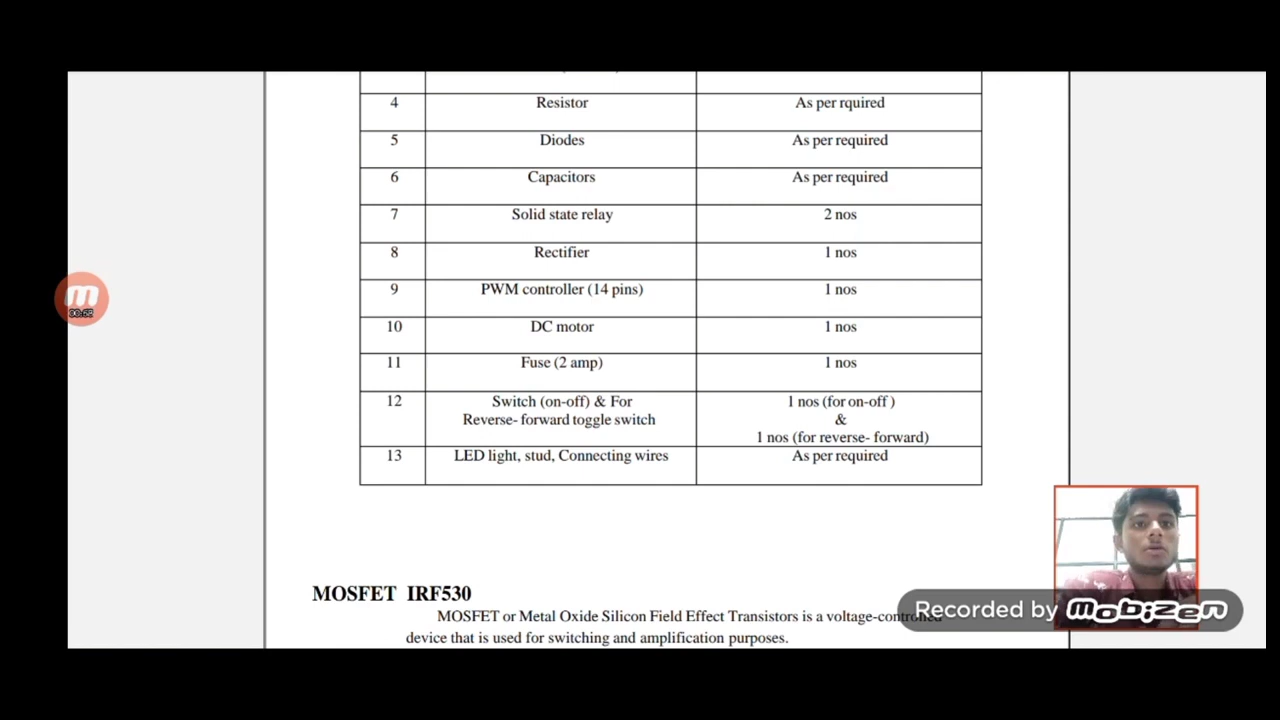 4 Resistor As per rquired
5 Diodes As per required
6 Capacitors As per required
7 Solid state relay 2 nos
8 Rectifier 1 nos
9 PWM controller (14 pins) 1 nos
10 DC motor 1 nos
11 Fuse (2 amp) 1 nos
12 Switch (on-off) & For 1 nos (for on-off )
Reverse- forward toggle switch &
1 nos (for reverse- forward)
13 LED light, stud, Connecting wires As per required
MOSFET IRF530
MOSFET or Metal Oxide Silicon Field Effect Transistors is a voltage-controlled
device that is used for switching and amplification purposes.
Recorded by mobizen